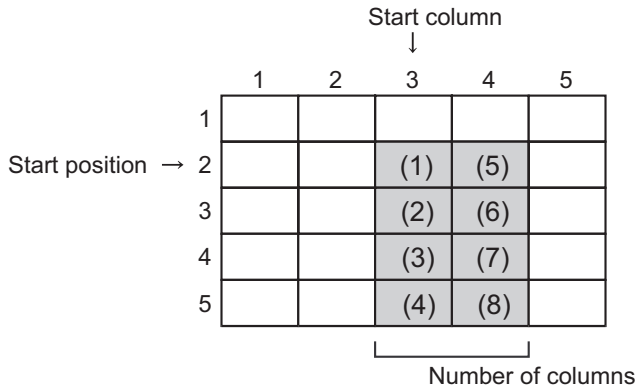 Start column
↓
1 2 3 4 5
1
Start position → 2 (1) (5)
3 (2) (6)
4 (3) (7)
5 (4) (8)
Number of columns